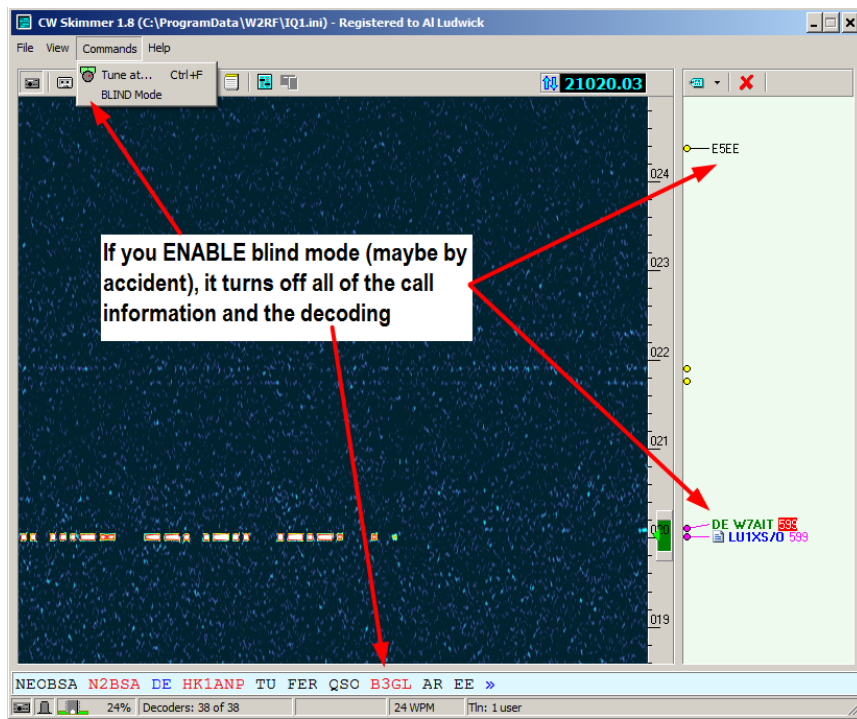 CW Skimmer 1.8 (C:\ProgramData\W2RF\IQ1.ini) - Registered to Al Ludwick
File View Commands Help
Tune at... Ctrl+F
BLIND Mode
21020.03
E5EE
024
If you ENABLE blind mode (maybe by
accident), it turns off all of the call
information and the decoding
023
022
021
020
DE W7AIT 599
LU1XS/O 599
019
NEOBSA N2BSA DE HK1ANP TU FER QSO B3GL AR EE »
24% Decoders: 38 of 38 24 WPM Tln: 1 user